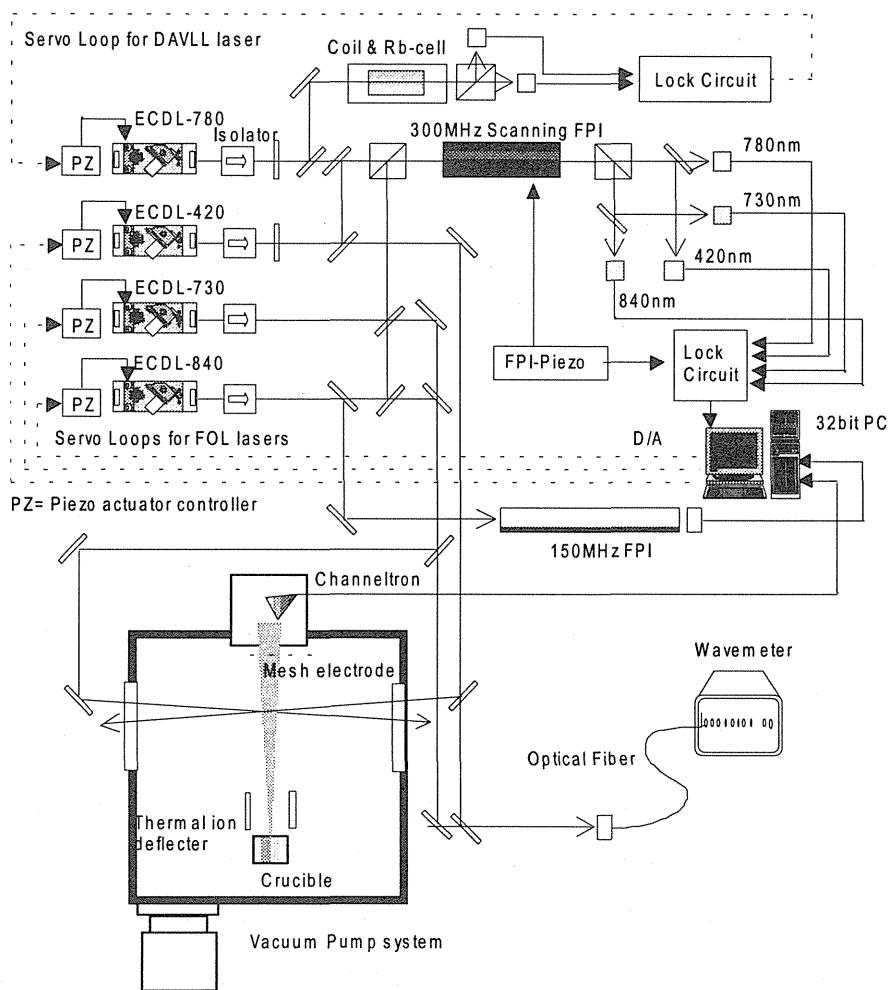 Servo Loop for DAVLL laser
Coil & Rb-cell
Lock Circuit
ECDL-780
Isolator
300MHz Scanning FPI
780nm
PZ
ECDL-420
730nm
PZ
420nm
ECDL-730
840nm
PZ
FPI-Piezo
Lock
Circuit
ECDL-840
PZ
Servo Loops for FOL lasers
D/A
32bit PC
PZ= Piezo actuator controller
150MHz FPI
Channeltron
Mesh electrode
Wavemeter
Optical Fiber
Thermal ion
deflecter
Crucible
Vacuum Pump system